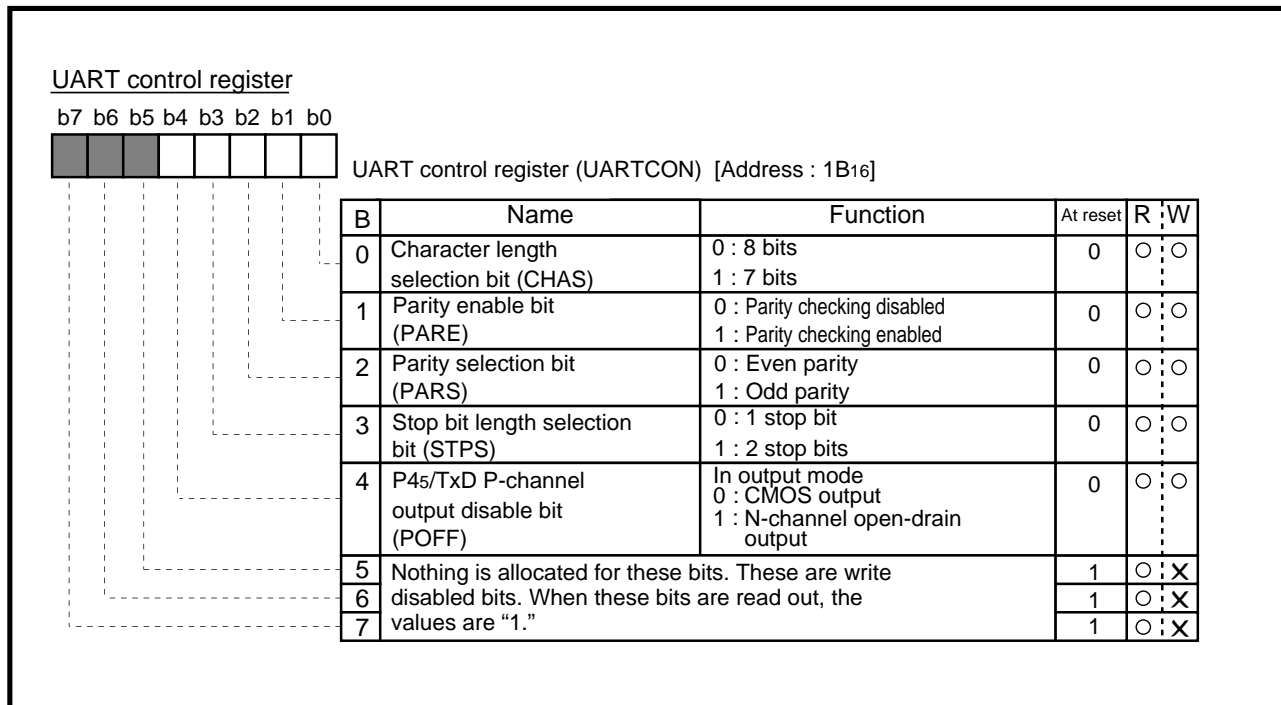 UART control register
b7 b6 b5 b4 b3 b2 b1 b0
UART control register (UARTCON) [Address : 1B16]
B Name Function At reset R W
0 Character length 0 : 8 bits 0 ○ ○
selection bit (CHAS) 1 : 7 bits
1 Parity enable bit 0 : Parity checking disabled 0 ○ ○
(PARE) 1 : Parity checking enabled
2 Parity selection bit 0 : Even parity 0 ○ ○
(PARS) 1 : Odd parity
3 Stop bit length selection 0 : 1 stop bit 0 ○ ○
bit (STPS) 1 : 2 stop bits
4 P45/TxD P-channel In output mode 0 ○ ○
0 : CMOS output
output disable bit 1 : N-channel open-drain
(POFF) output
5 Nothing is allocated for these bits. These are write 1 ○ ×
6 disabled bits. When these bits are read out, the 1 ○ ×
7 values are “1.” 1 ○ ×